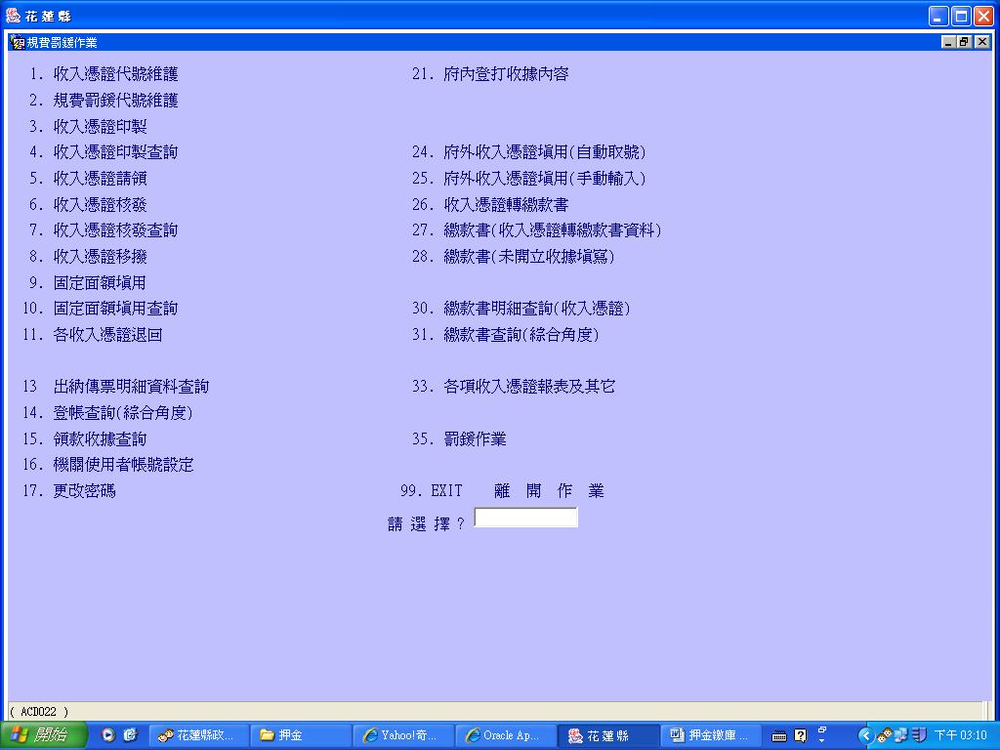 花蓮縣
規費罰鍰作業
1. 收入憑證代號維護
2. 規費罰鍰代號維護
3. 收入憑證印製
4. 收入憑證印製查詢
5. 收入憑證請領
6. 收入憑證核發
7. 收入憑證核發查詢
8. 收入憑證移撥
9. 固定面額填用
10. 固定面額填用查詢
11. 各收入憑證退回
13 出納傳票明細資料查詢
14. 登帳查詢(綜合角度)
15. 領款收據查詢
16. 機關使用者帳號設定
17. 更改密碼
21. 府內登打收據內容
24. 府外收入憑證填用(自動取號)
25. 府外收入憑證填用(手動輸入)
26. 收入憑證轉繳款書
27. 繳款書(收入憑證轉繳款書資料)
28. 繳款書(未開立收據填寫)
30. 繳款書明細查詢(收入憑證)
31. 繳款書查詢(綜合角度)
33. 各項收入憑證報表及其它
35. 罰鍰作業
99. EXIT 離 開 作 業
請 選 擇 ?
( ACD022 )
開始 花蓮縣政... 押金 Yahoo!奇... Oracle Ap... 花蓮縣 押金繳庫 ... 下午 03:10